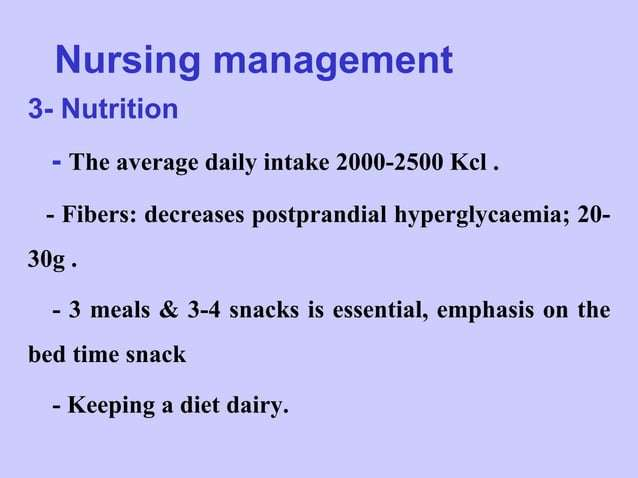 Nursing management
3- Nutrition
- The average daily intake 2000-2500 Kcl .
- Fibers: decreases postprandial hyperglycaemia; 20-
30g .
- 3 meals & 3-4 snacks is essential, emphasis on the
bed time snack
- Keeping a diet dairy.